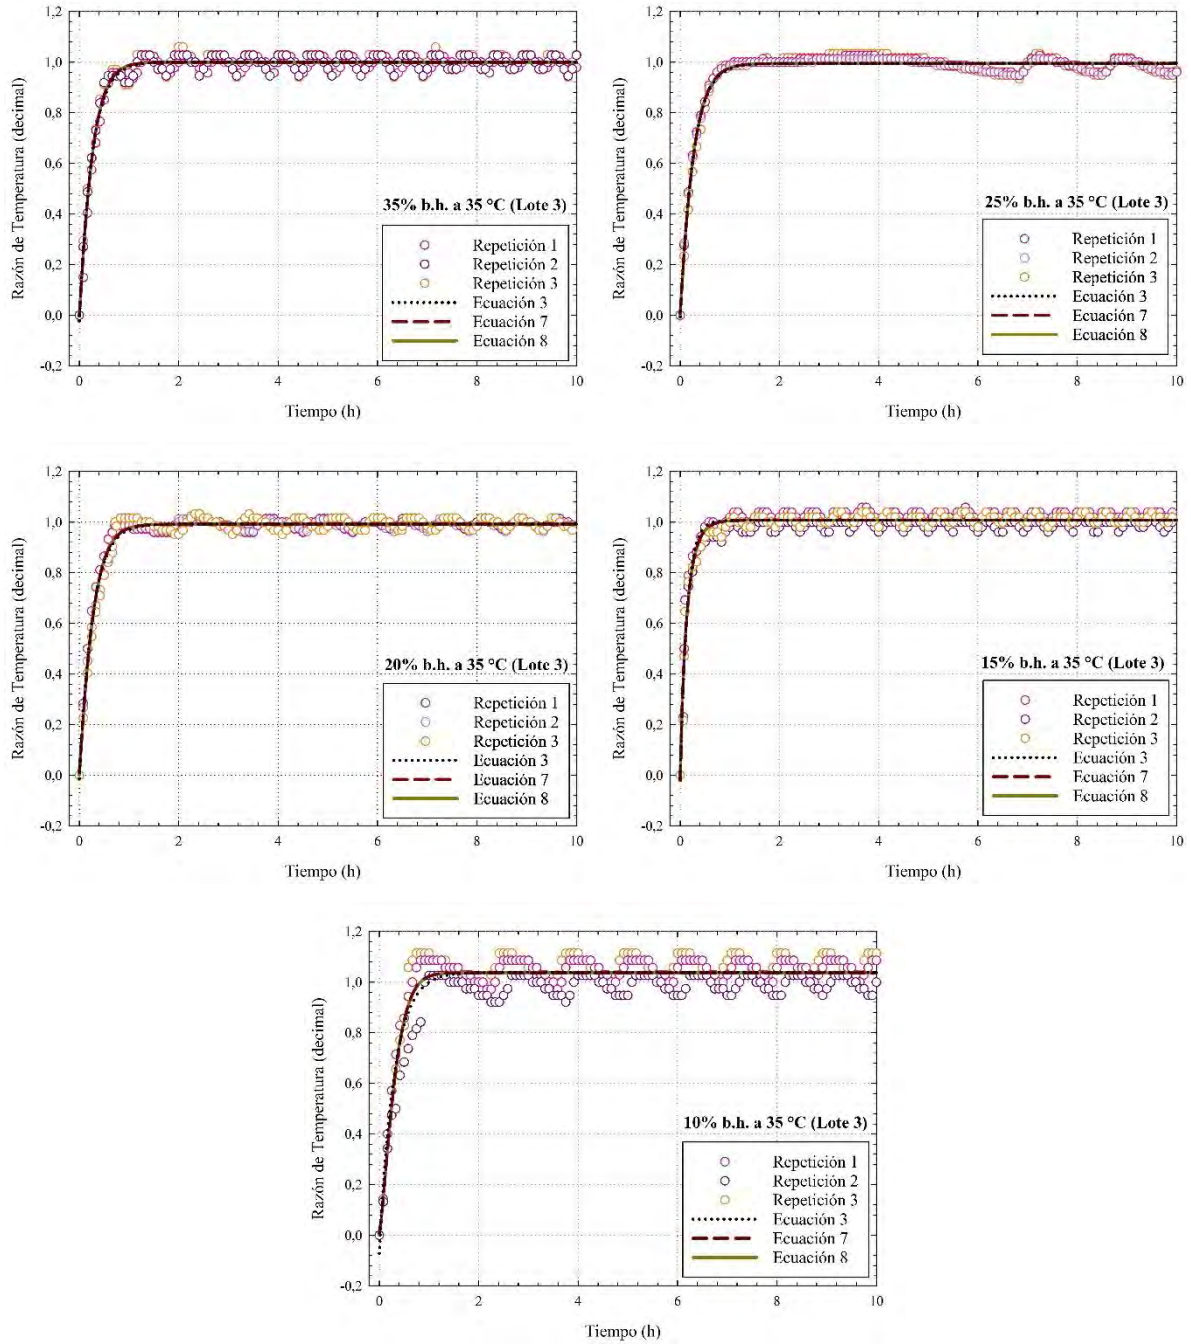 1,2
1,0
0,8
0,6
0,4
0,2
0,0
-0,2
Razón de Temperatura (decimal)
35% b.h. a 35 °C (Lote 3)
Repetición 1
Repetición 2
Repetición 3
Ecuación 3
Ecuación 7
Ecuación 8
0 2 4 6 8 10
Tiempo (h)
1,2
1,0
0,8
0,6
0,4
0,2
0,0
-0,2
Razón de Temperatura (decimal)
25% b.h. a 35 °C (Lote 3)
Repetición 1
Repetición 2
Repetición 3
Ecuación 3
Ecuación 7
Ecuación 8
0 2 4 6 8 10
Tiempo (h)
1,2
1,0
0,8
0,6
0,4
0,2
0,0
-0,2
Razón de Temperatura (decimal)
20% b.h. a 35 °C (Lote 3)
Repetición 1
Repetición 2
Repetición 3
Ecuación 3
Ecuación 7
Ecuación 8
0 2 4 6 8 10
Tiempo (h)
1,2
1,0
0,8
0,6
0,4
0,2
0,0
-0,2
Razón de Temperatura (decimal)
15% b.h. a 35 °C (Lote 3)
Repetición 1
Repetición 2
Repetición 3
Ecuación 3
Ecuación 7
Ecuación 8
0 2 4 6 8 10
Tiempo (h)
1,2
1,0
0,8
0,6
0,4
0,2
0,0
-0,2
Razón de Temperatura (decimal)
10% b.h. a 35 °C (Lote 3)
Repetición 1
Repetición 2
Repetición 3
Ecuación 3
Ecuación 7
Ecuación 8
0 2 4 6 8 10
Tiempo (h)